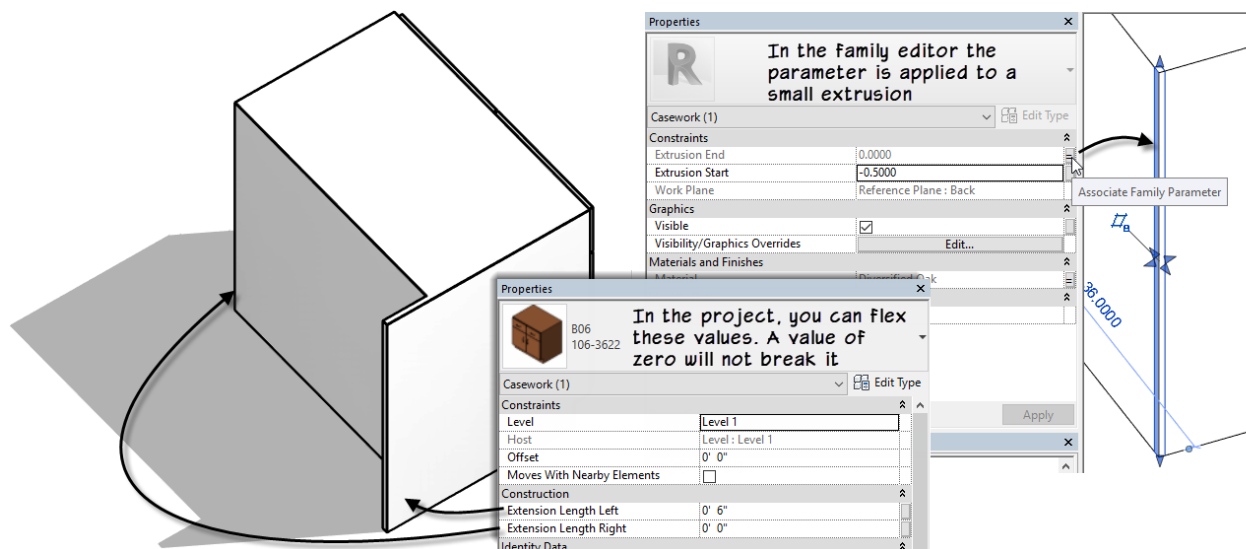 Properties
In the family editor the
parameter is applied to a
small extrusion
Casework (1) Edit Type
Constraints
Extrusion End 0.0000 =
Extrusion Start -0.5000
Work Plane Reference Plane : Back
Associate Family Parameter
Graphics
Visible
Visibility/Graphics Overrides Edit...
Materials and Finishes
Material Diversified Oak =
36.0000
Apply
Properties
B06
106-3622
In the project, you can flex
these values. A value of
zero will not break it
Casework (1) Edit Type
Constraints
Level Level 1
Host Level : Level 1
Offset 0' 0"
Moves With Nearby Elements
Construction
Extension Length Left 0' 6"
Extension Length Right 0' 0"
Identity Data